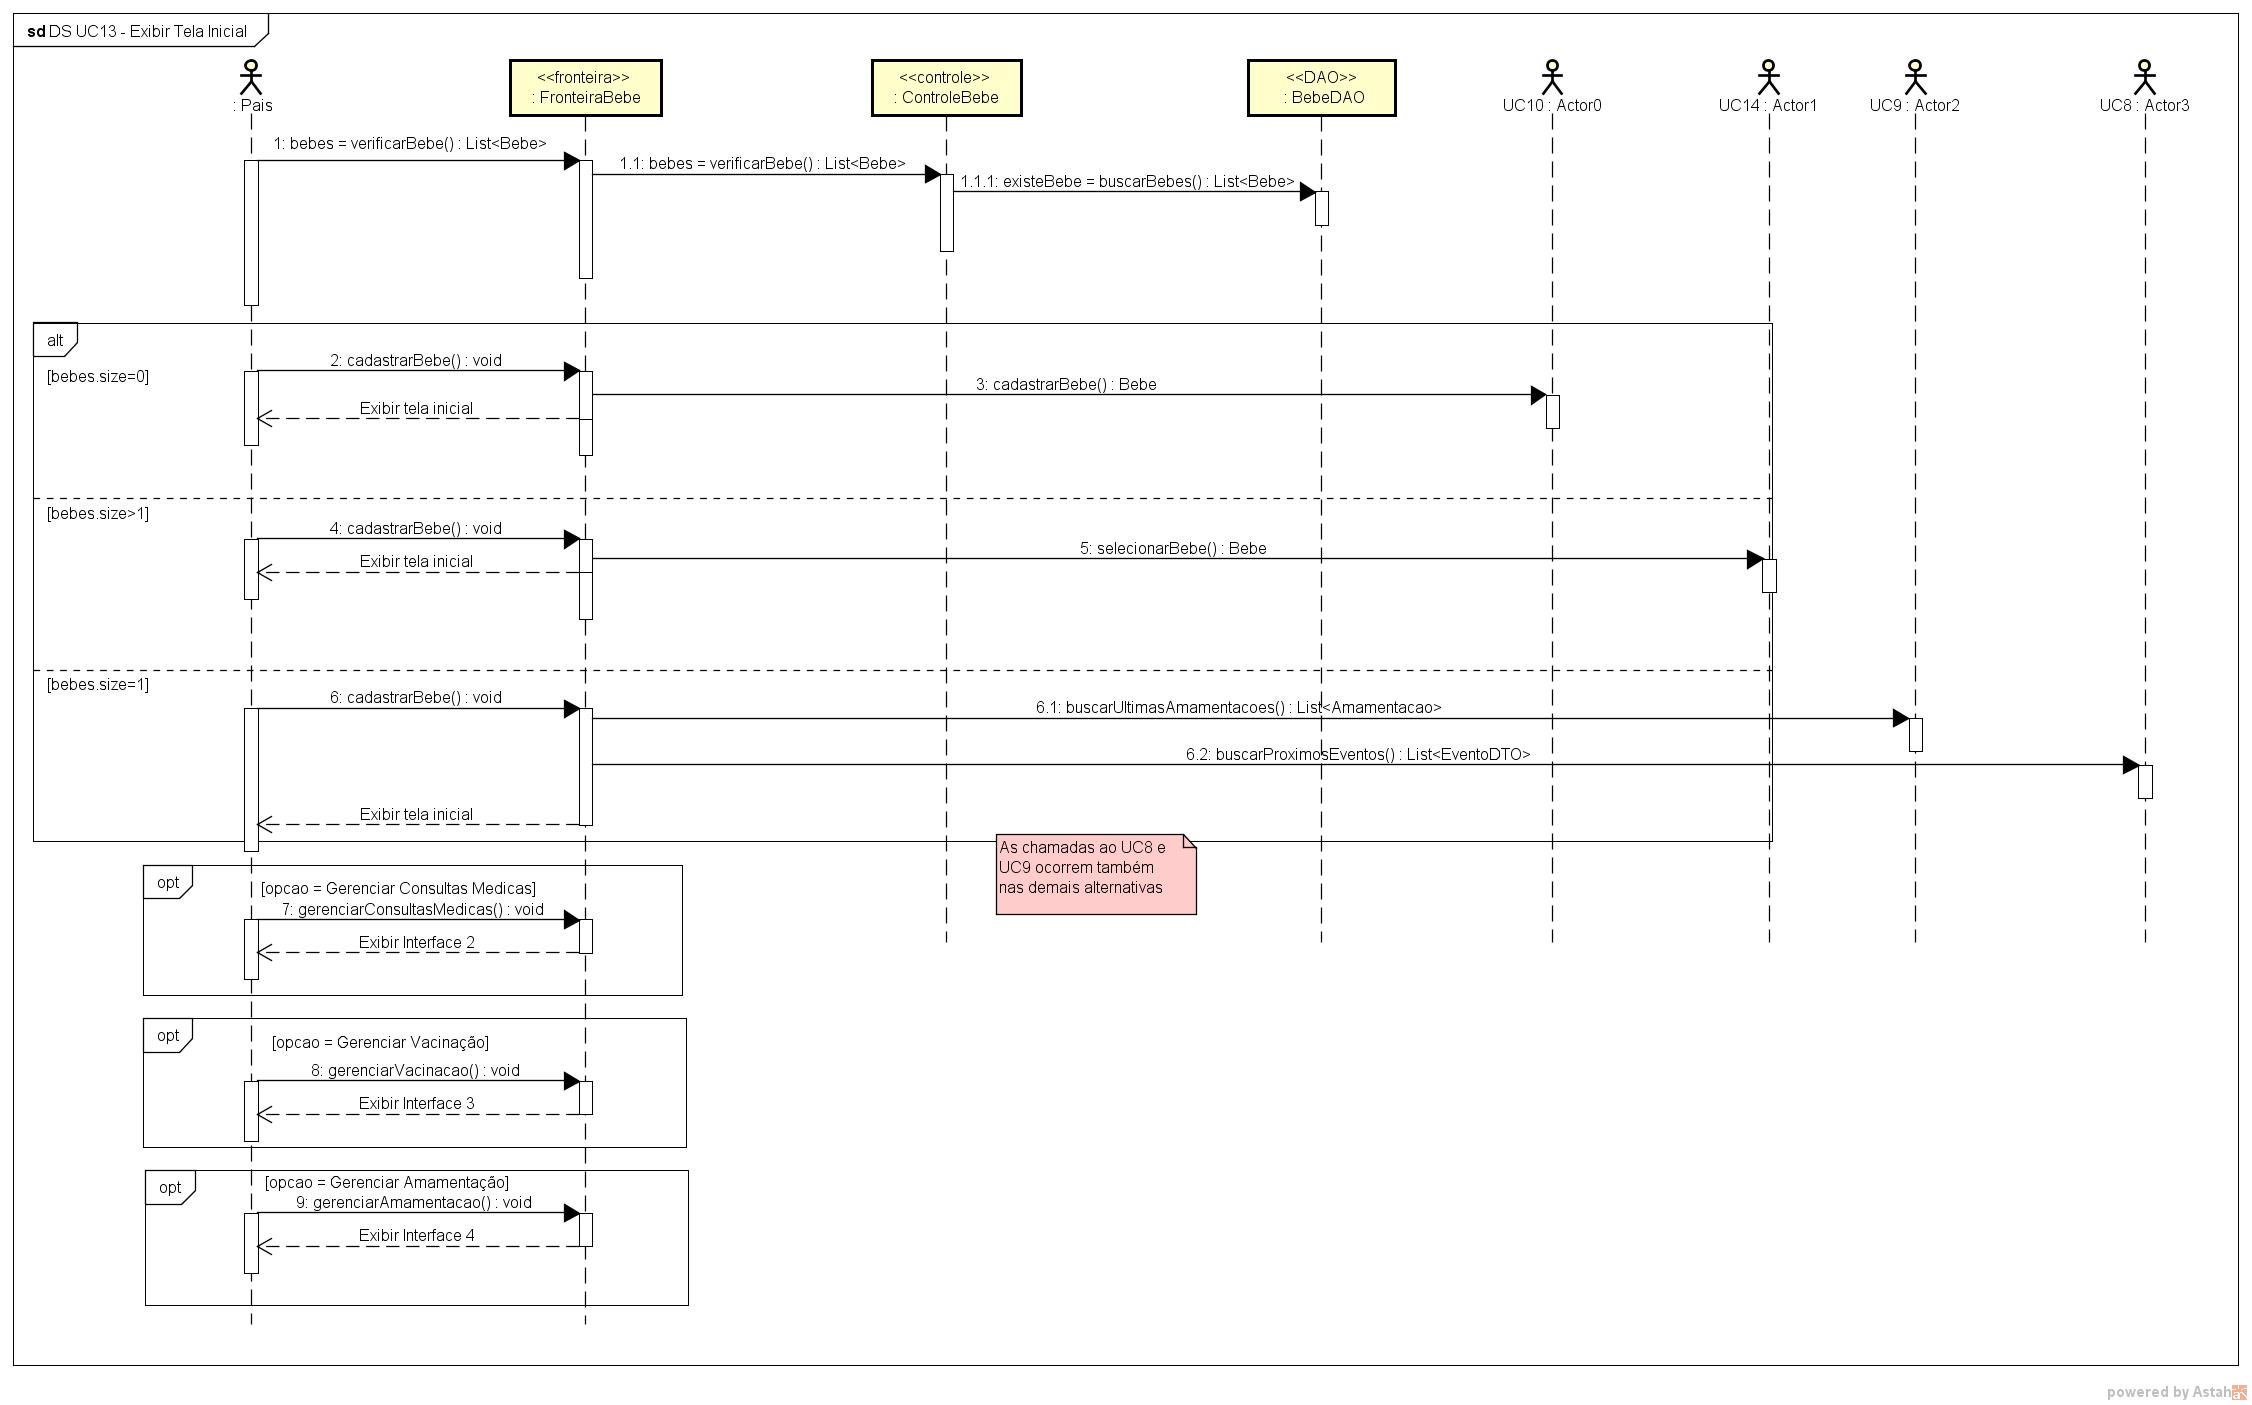 sd DS UC13 - Exibir Tela Inicial
: Pais
<<fronteira>>
: FronteiraBebe
<<controle>>
: ControleBebe
<<DAO>>
: BebeDAO
UC10 : Actor0
UC14 : Actor1
UC9 : Actor2
UC8 : Actor3
1: bebes = verificarBebe() : List<Bebe>
1.1: bebes = verificarBebe() : List<Bebe>
1.1.1: existeBebe = buscarBebes() : List<Bebe>
alt
[bebes.size=0]
2: cadastrarBebe() : void
3: cadastrarBebe() : Bebe
Exibir tela inicial
[bebes.size>1]
4: cadastrarBebe() : void
5: selecionarBebe() : Bebe
Exibir tela inicial
[bebes.size=1]
6: cadastrarBebe() : void
6.1: buscarUltimasAmamentacoes() : List<Amamentacao>
6.2: buscarProximosEventos() : List<EventoDTO>
Exibir tela inicial
As chamadas ao UC8 e
UC9 ocorrem também
nas demais alternativas
opt
[opcao = Gerenciar Consultas Medicas]
7: gerenciarConsultasMedicas() : void
Exibir Interface 2
opt
[opcao = Gerenciar Vacinação]
8: gerenciarVacinacao() : void
Exibir Interface 3
opt
[opcao = Gerenciar Amamentação]
9: gerenciarAmamentacao() : void
Exibir Interface 4
powered by Astah